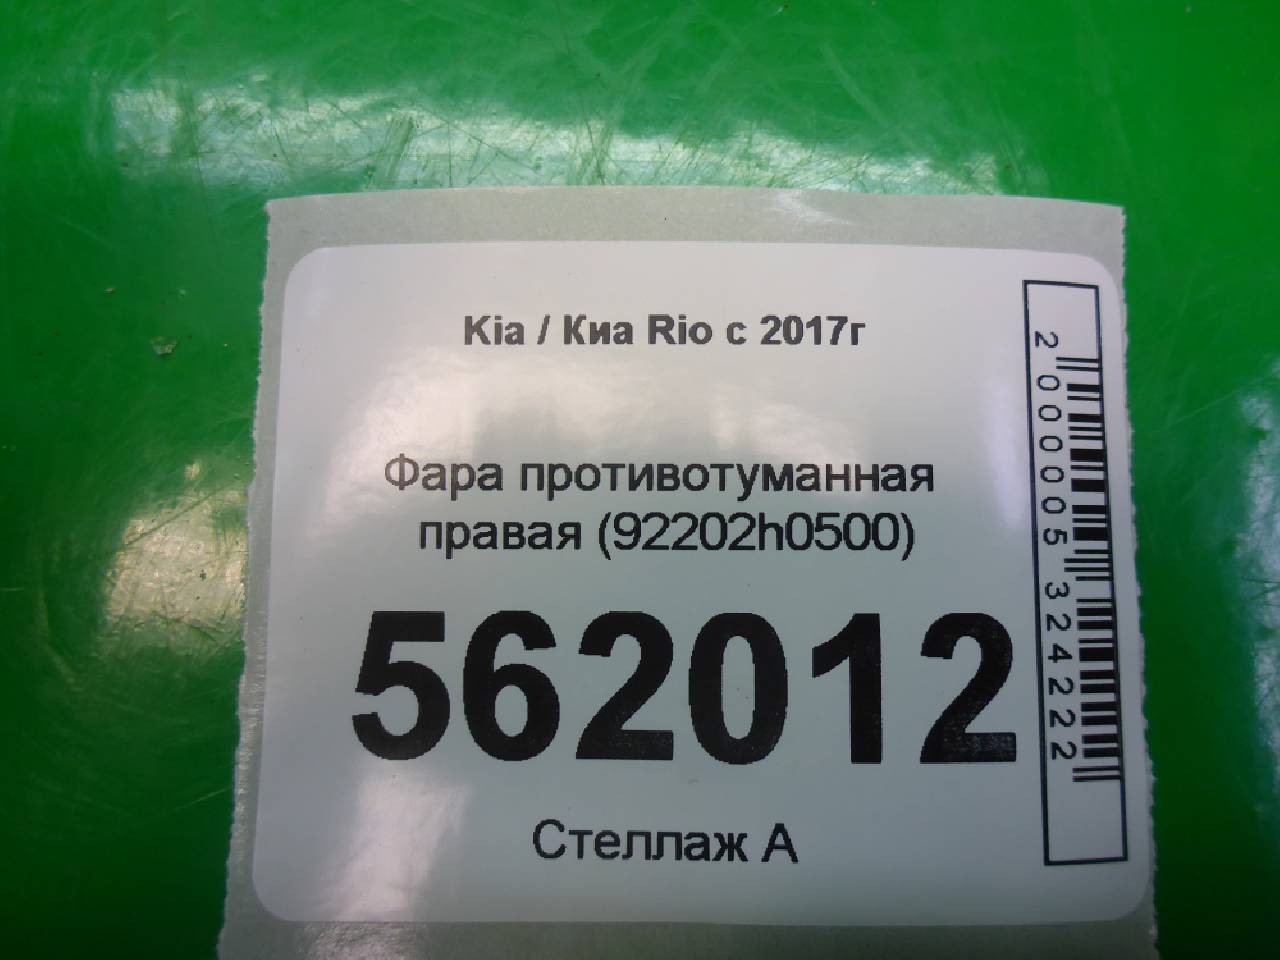 Kia / Киа Rio с 2017г
Фара противотуманная
правая (92202h0500)
562012
Стеллаж А
2000005324222